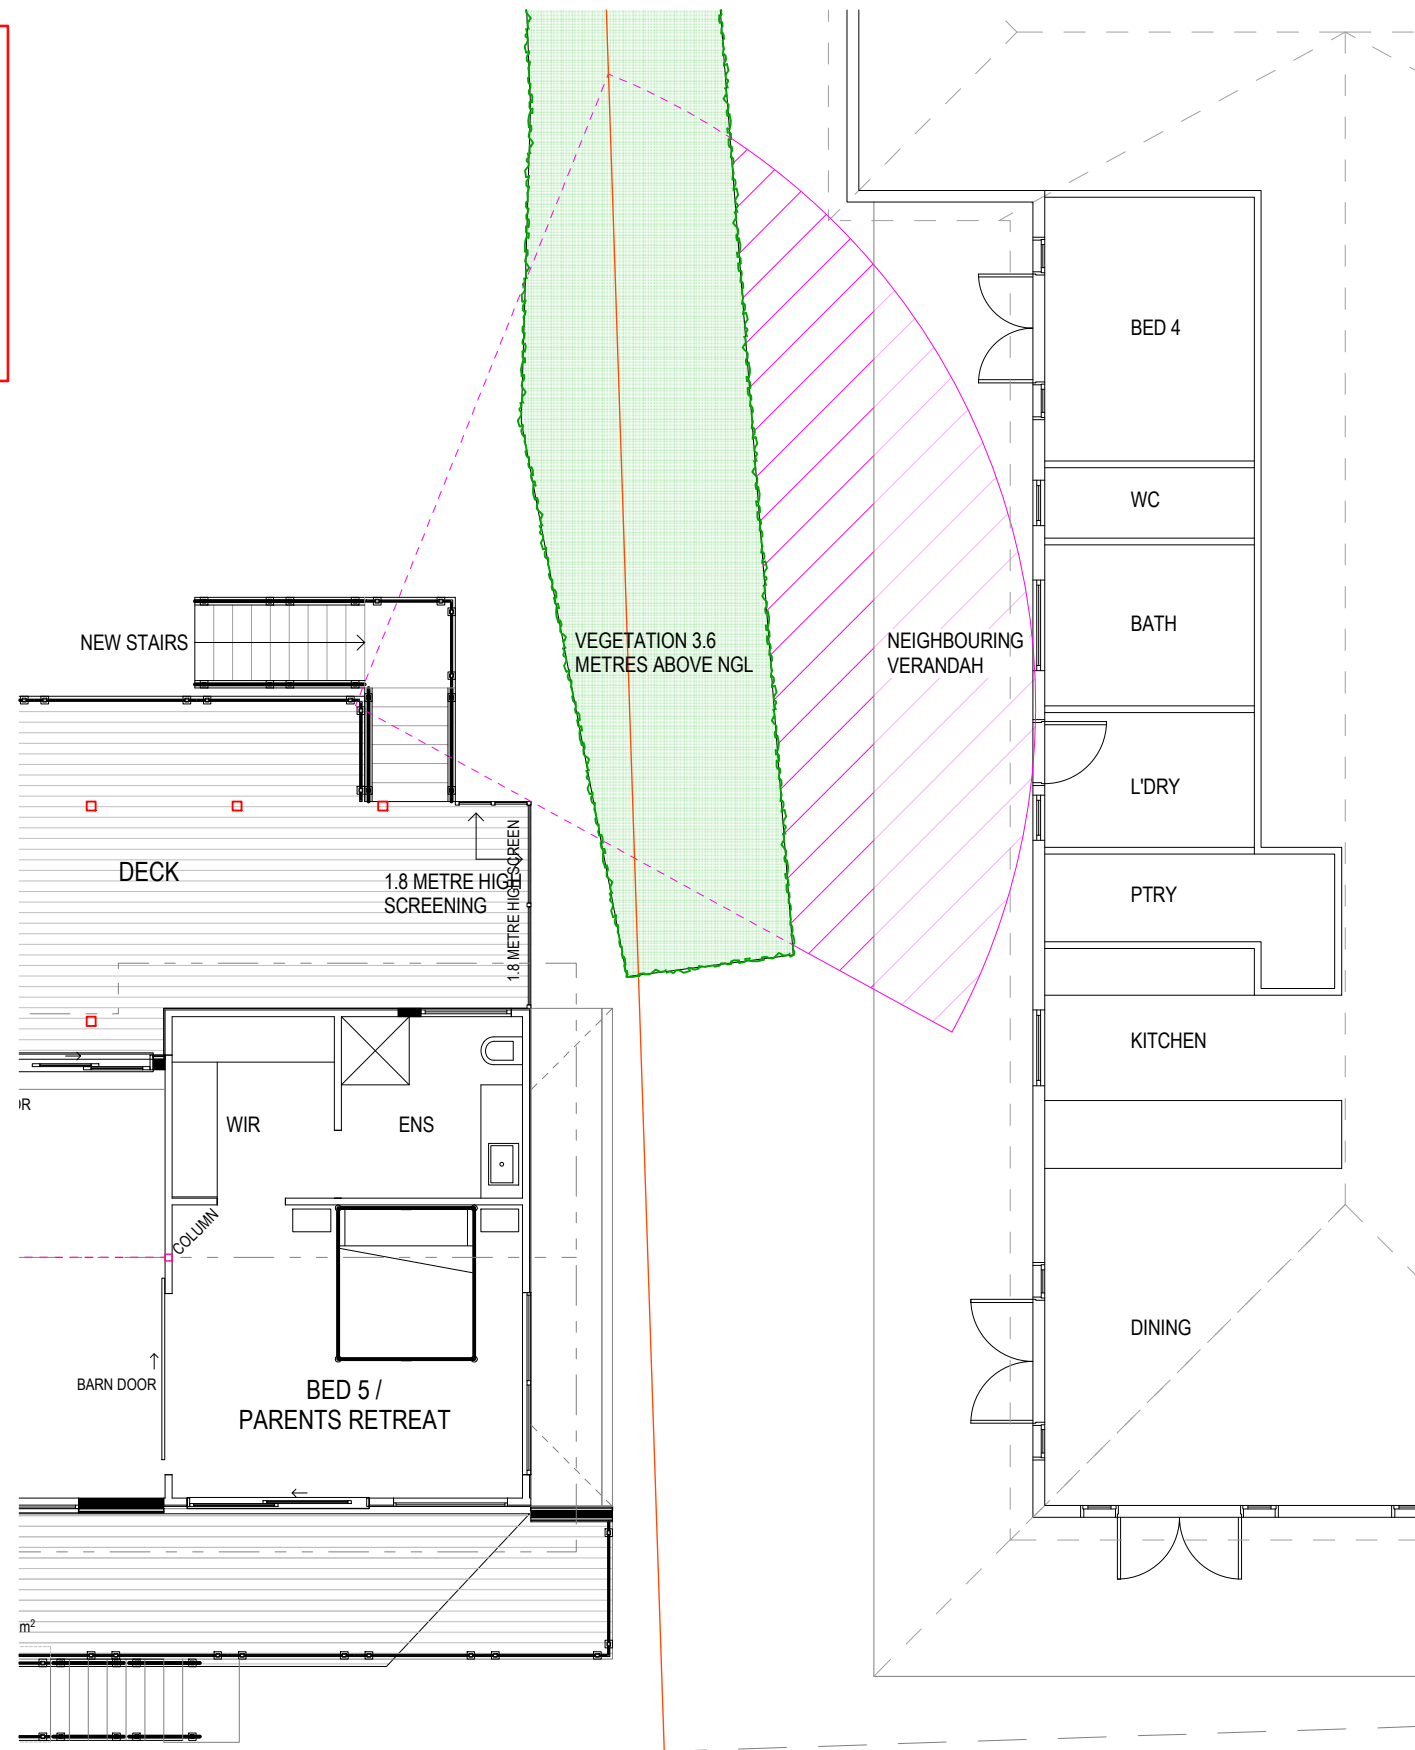 BED 4
WC
BATH
NEW STAIRS
VEGETATION 3.6
METRES ABOVE NGL
NEIGHBOURING
VERANDAH
L'DRY
DECK
1.8 METRE HIGH
SCREENING
1.8 METRE HIGH SCREEN
PTRY
KITCHEN
WIR
ENS
COLUMN
DINING
BARN DOOR
BED 5 /
PARENTS RETREAT
m²